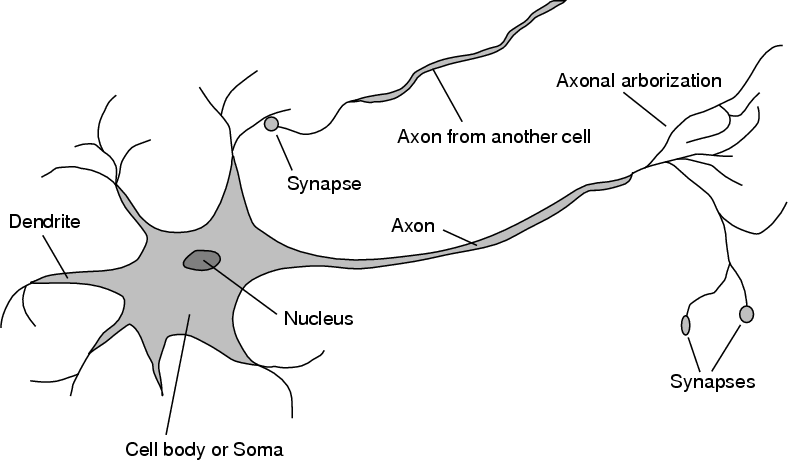 Axonal arborization
Axon from another cell
Synapse
Dendrite
Axon
Nucleus
Synapses
Cell body or Soma